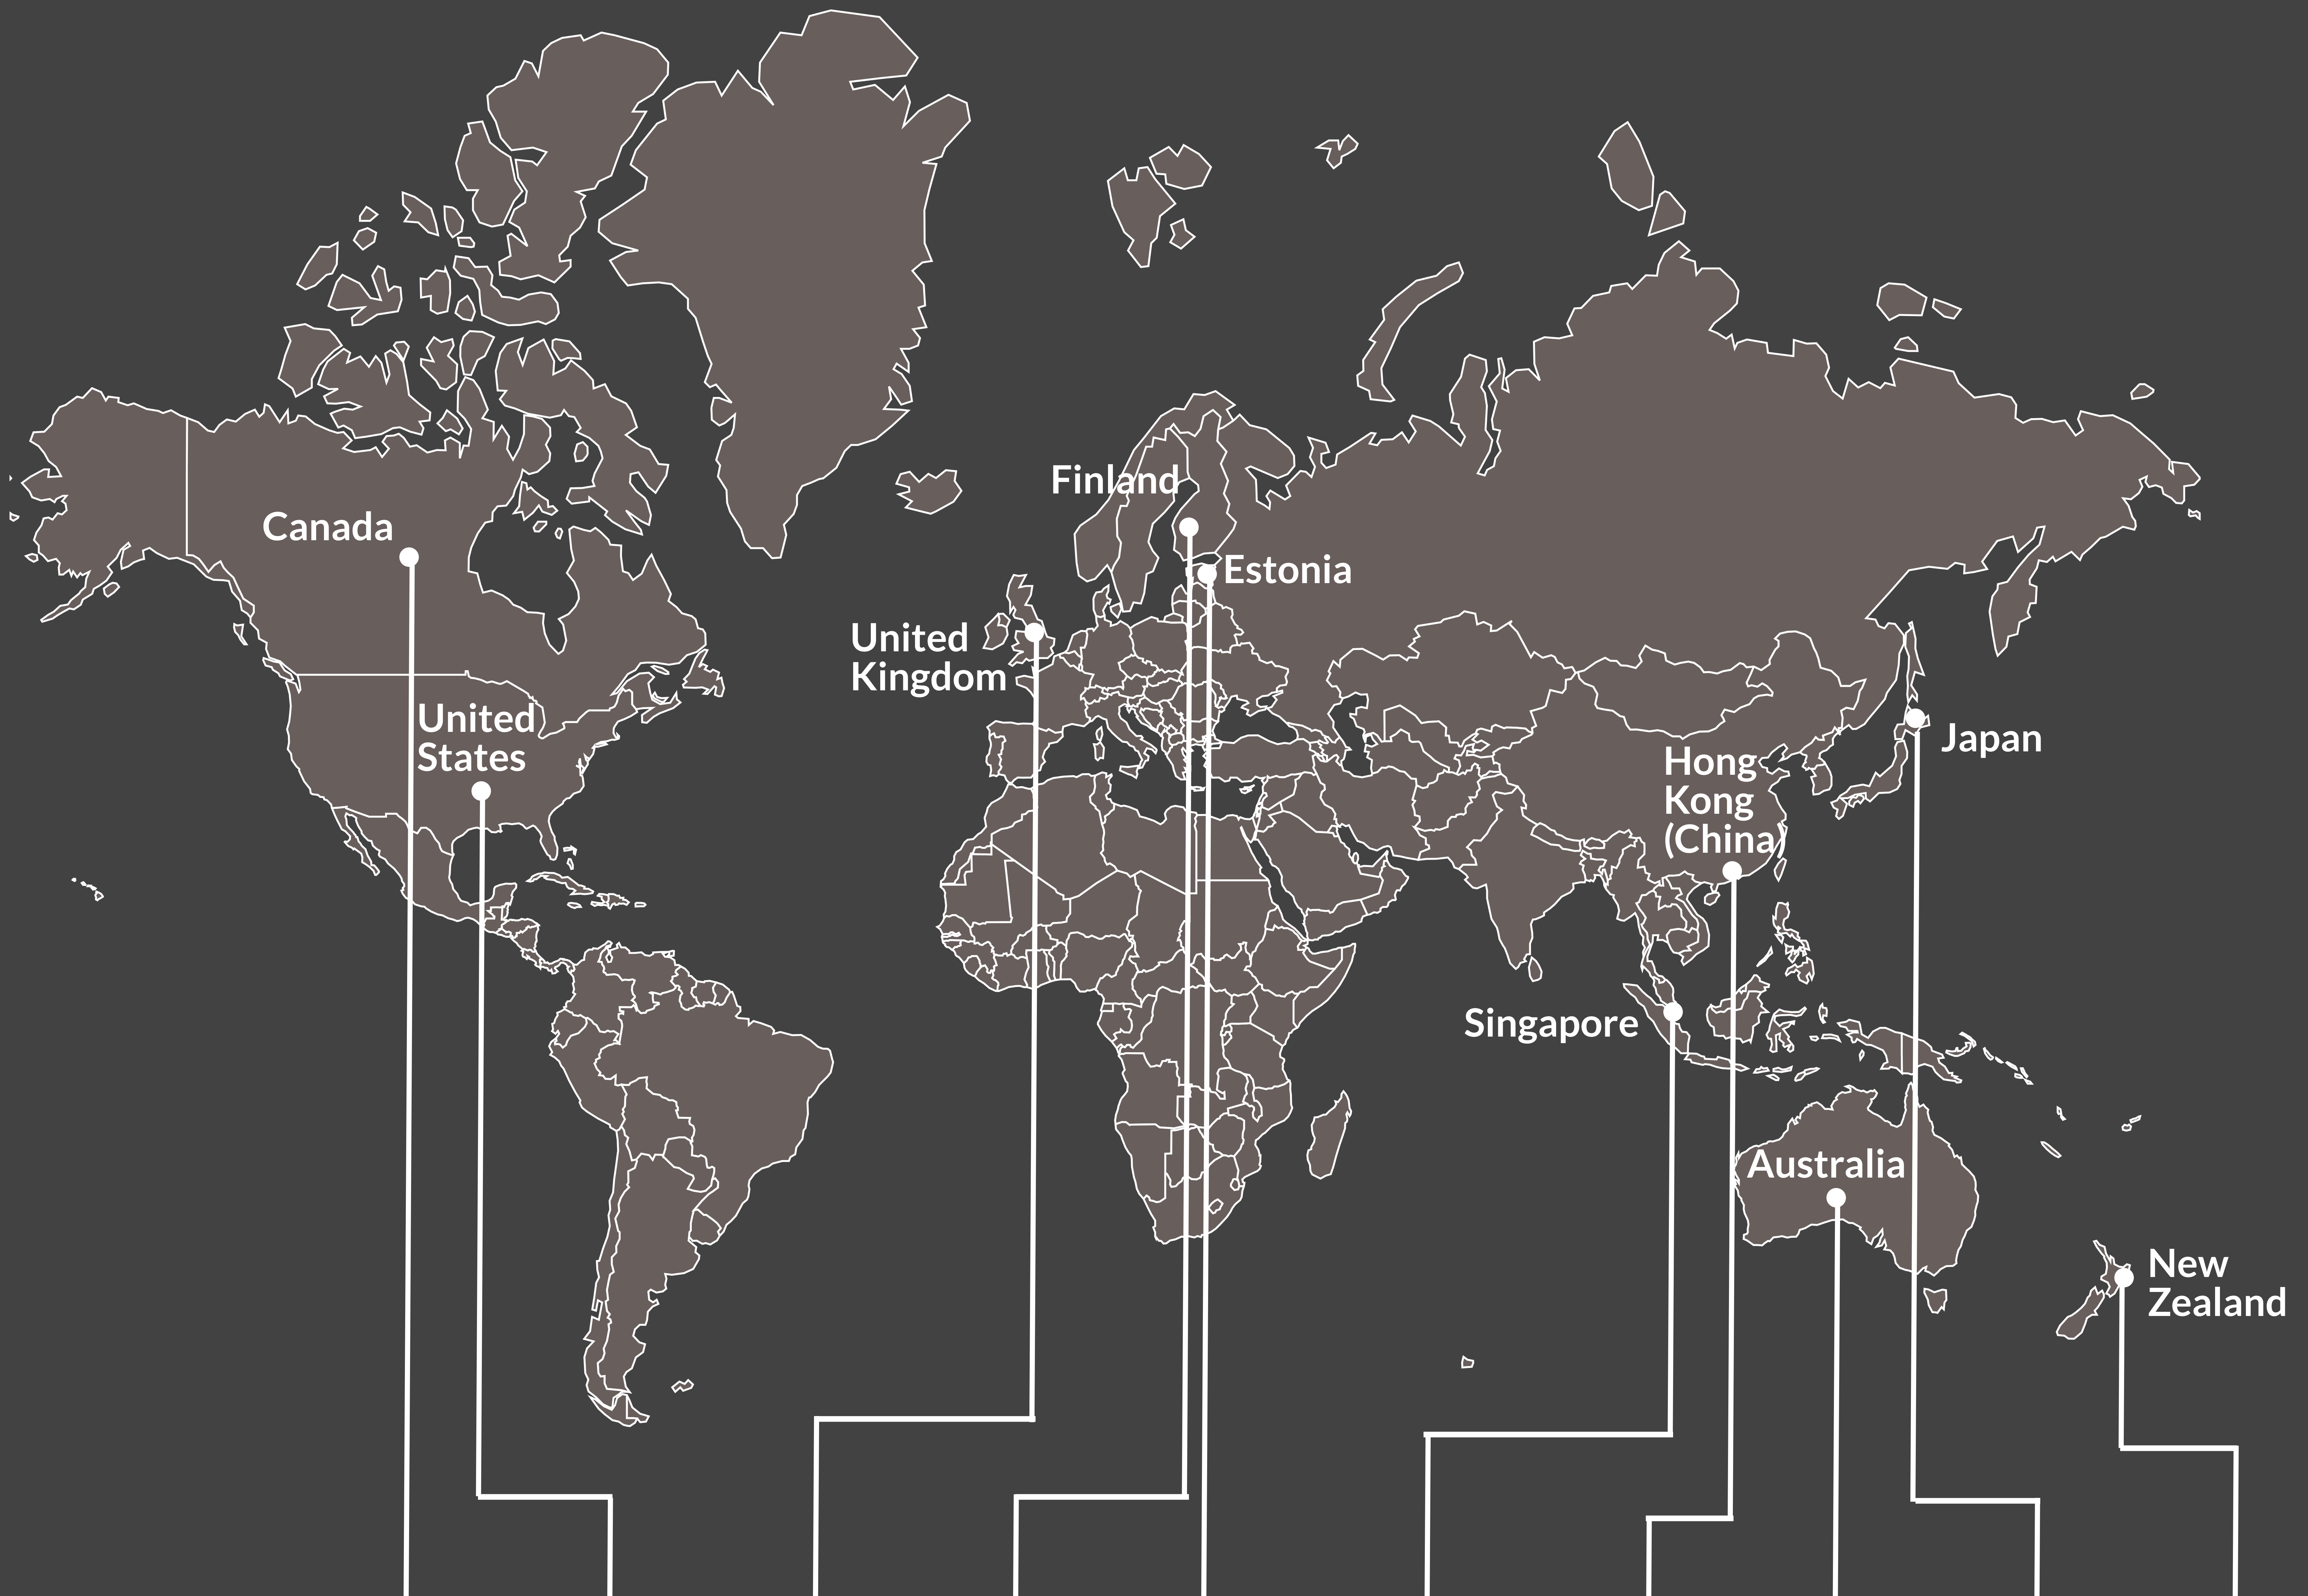 Finland
Canada
Estonia
United
Kingdom
United
States
Japan
Hong
Kong
(China)
Singapore
Australia
New
Zealand